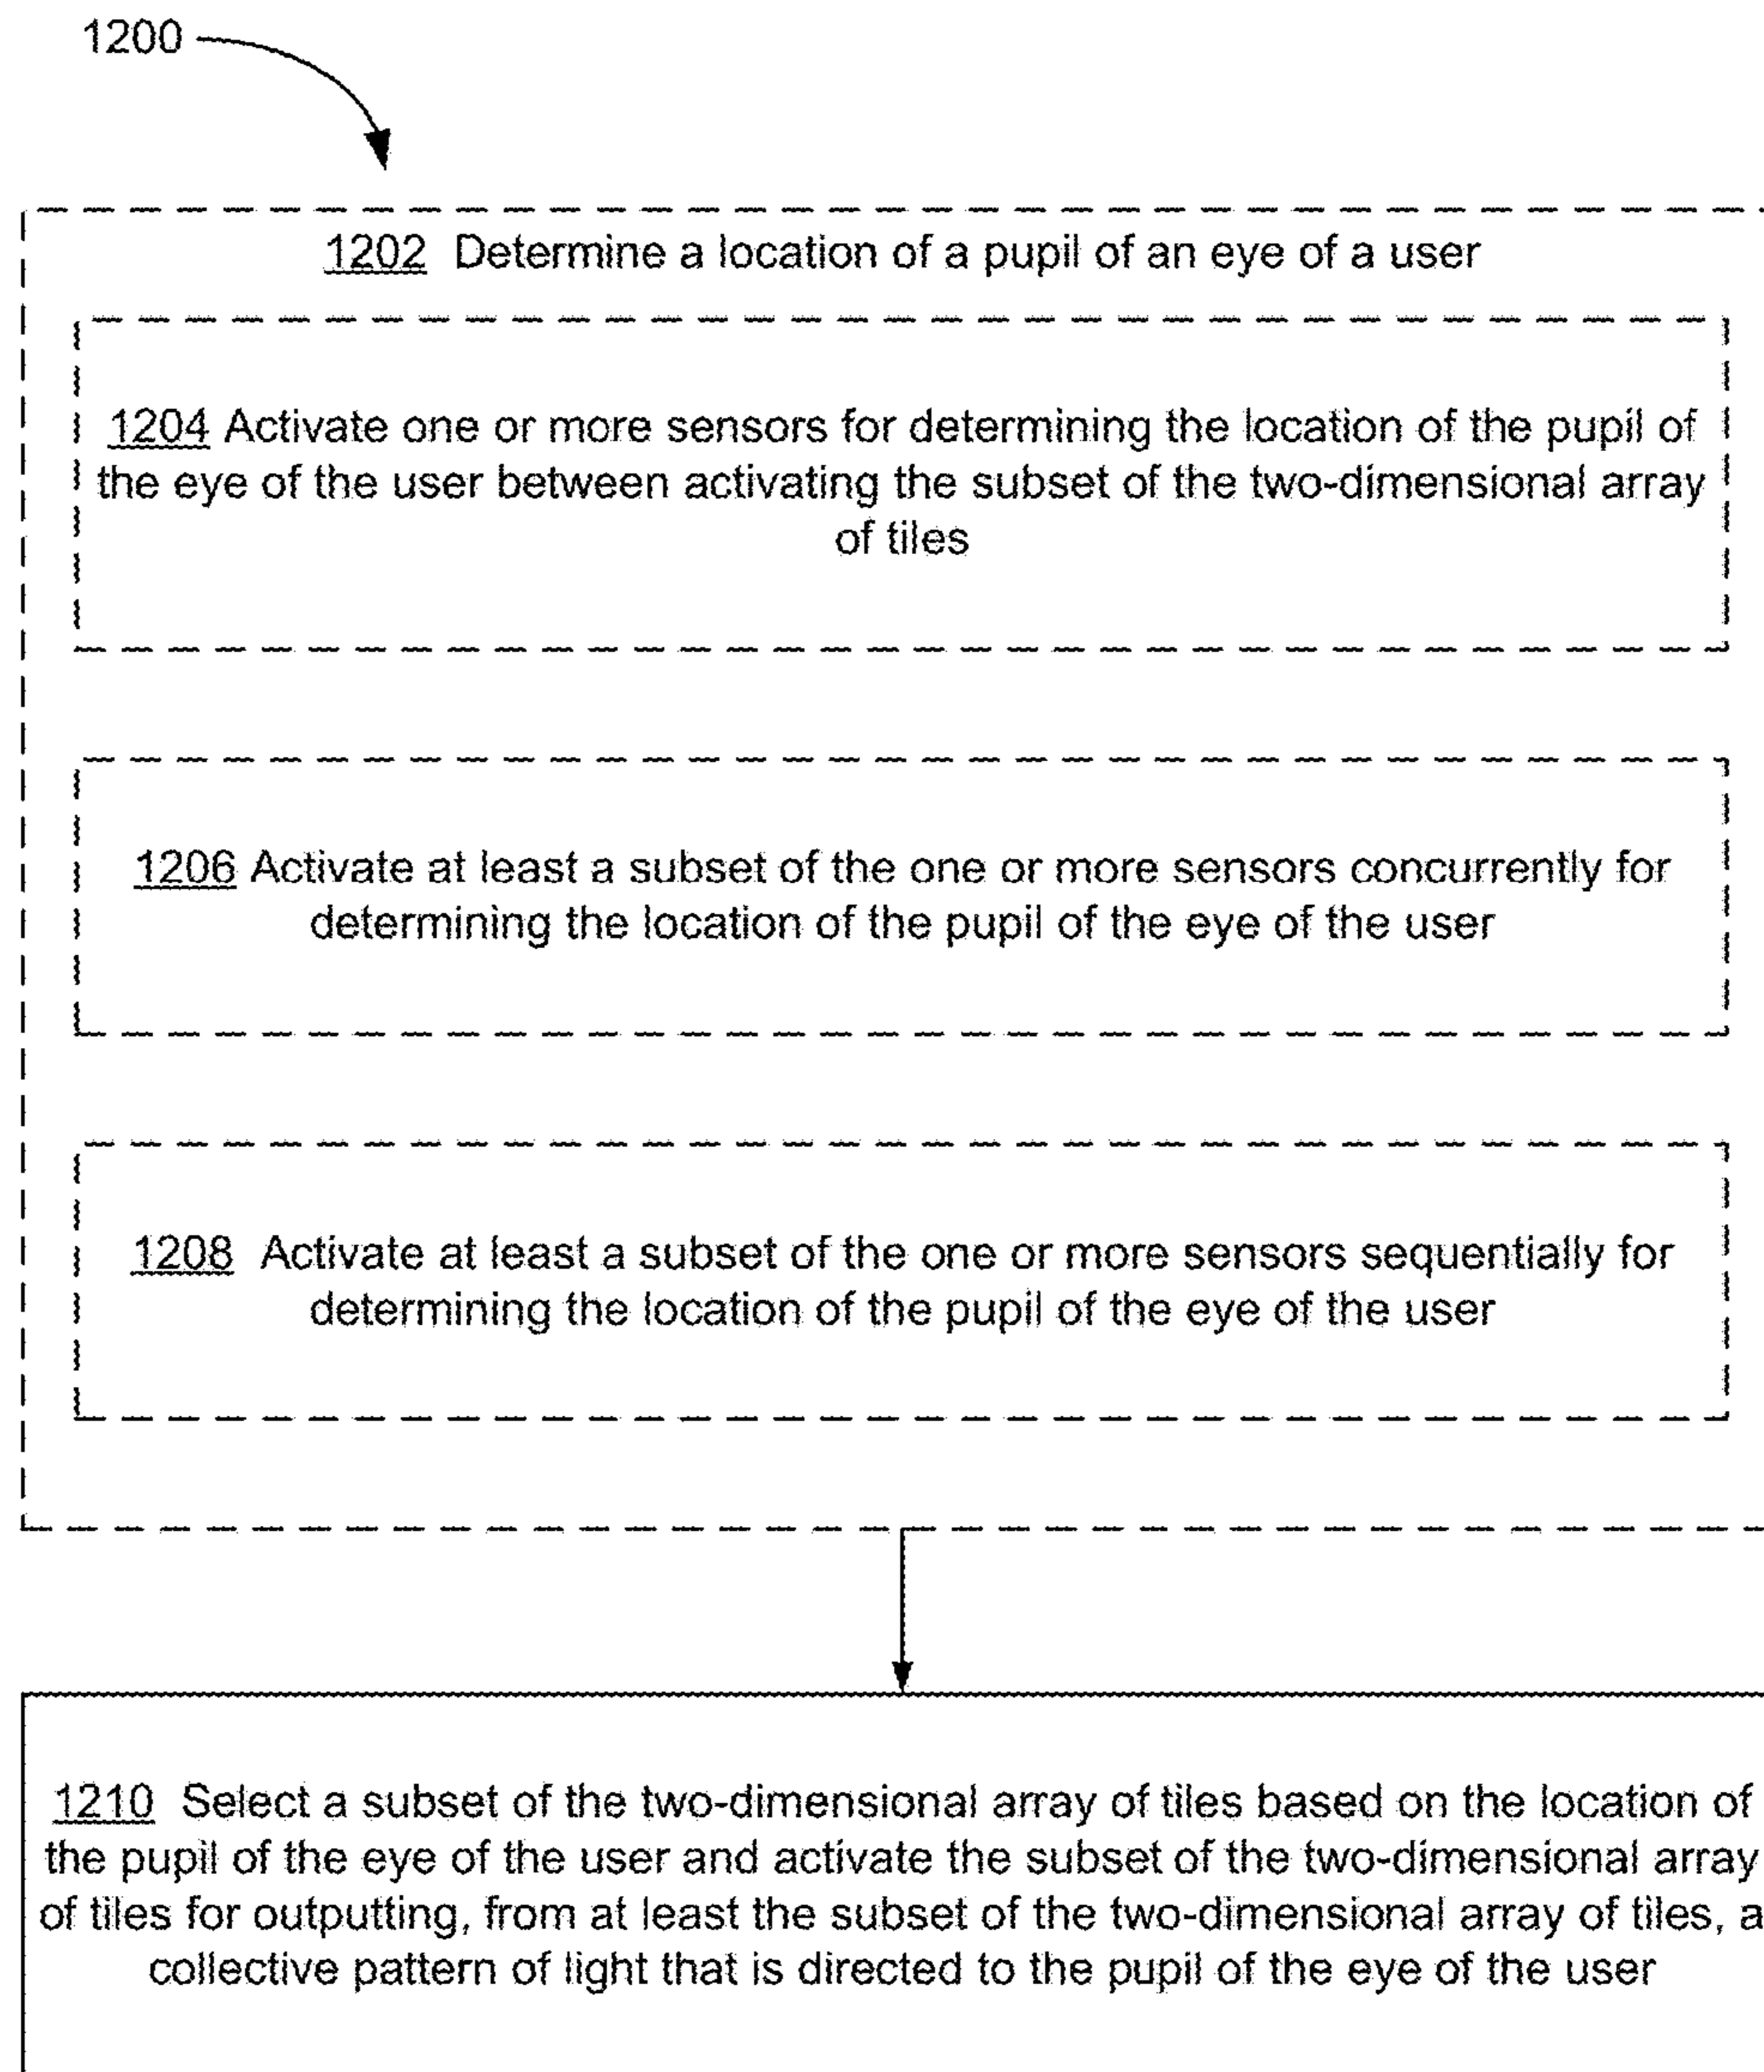 1200
1202 Determine a location of a pupil of an eye of a user
1204 Activate one or more sensors for determining the location of the pupil of
the eye of the user between activating the subset of the two-dimensional array
of tiles
1206 Activate at least a subset of the one or more sensors concurrently for
determining the location of the pupil of the eye of the user
1208 Activate at least a subset of the one or more sensors sequentially for
determining the location of the pupil of the eye of the user
1210 Select a subset of the two-dimensional array of tiles based on the location of
the pupil of the eye of the user and activate the subset of the two-dimensional array
of tiles for outputting, from at least the subset of the two-dimensional array of tiles, a
collective pattern of light that is directed to the pupil of the eye of the user